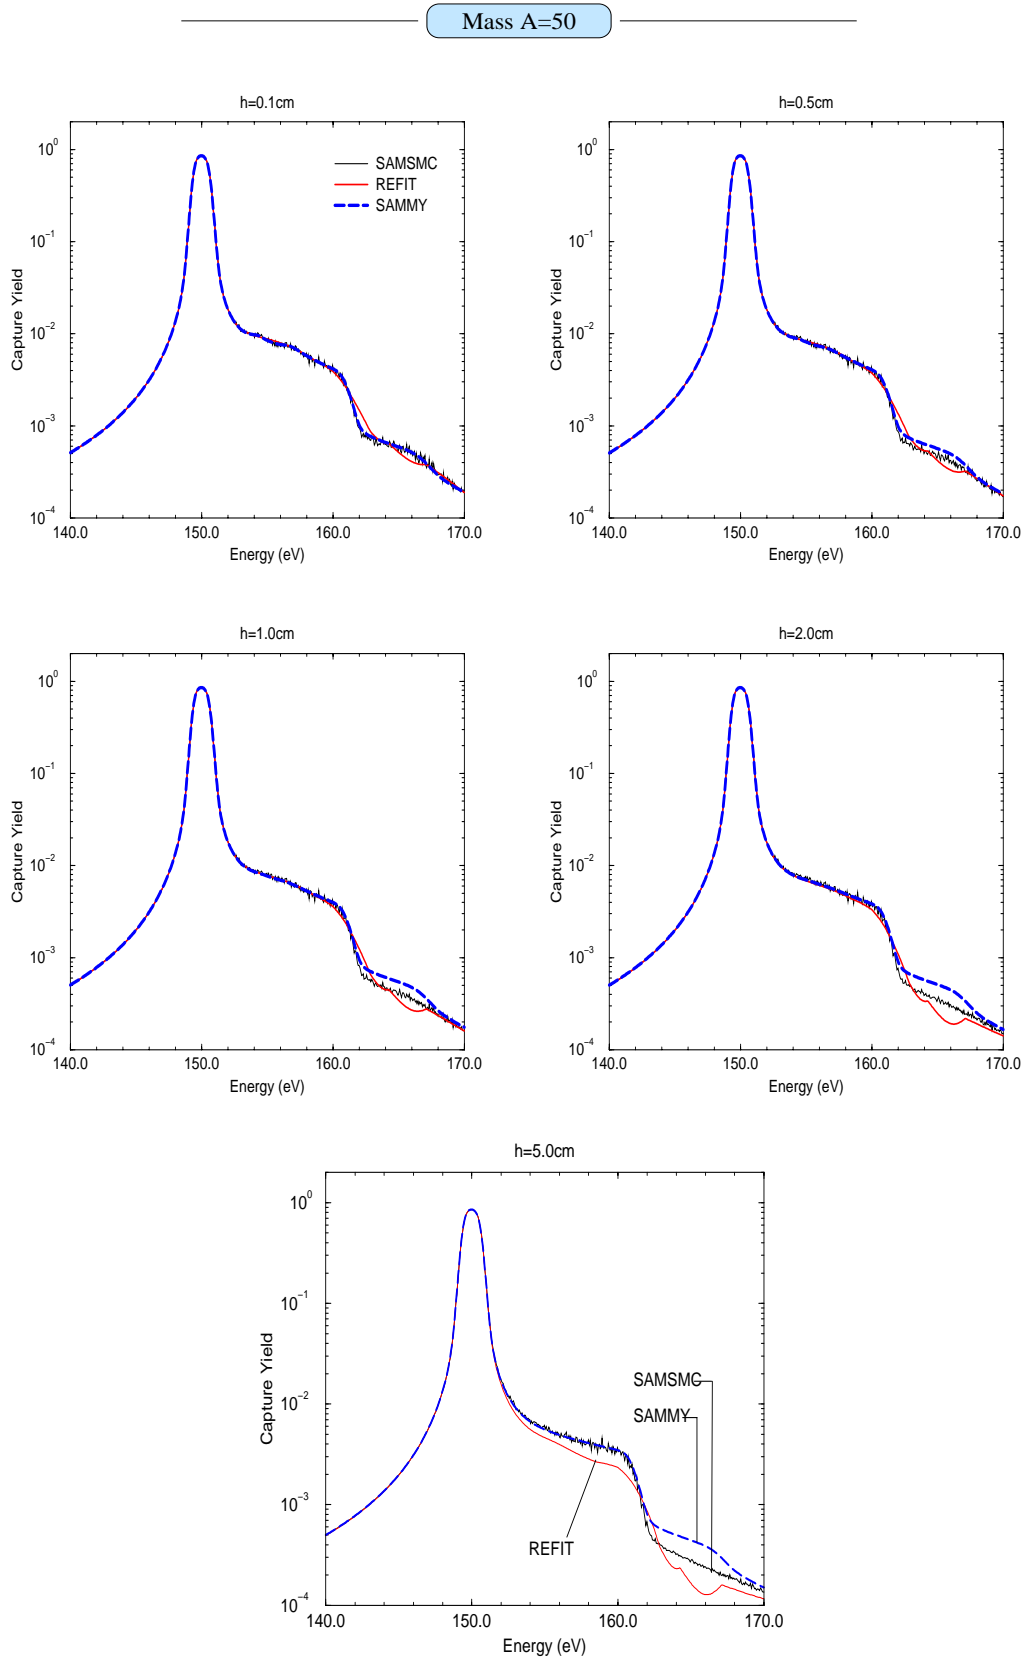 Mass A=50
h=0.1cm
10^0
10^-1
10^-2
10^-3
10^-4
Capture Yield
SAMSMC
REFIT
SAMMY
140.0 150.0 160.0 170.0
Energy (eV)
h=0.5cm
10^0
10^-1
10^-2
10^-3
10^-4
Capture Yield
140.0 150.0 160.0 170.0
Energy (eV)
h=1.0cm
10^0
10^-1
10^-2
10^-3
10^-4
Capture Yield
140.0 150.0 160.0 170.0
Energy (eV)
h=2.0cm
10^0
10^-1
10^-2
10^-3
10^-4
Capture Yield
140.0 150.0 160.0 170.0
Energy (eV)
h=5.0cm
10^0
10^-1
10^-2
10^-3
10^-4
Capture Yield
SAMSMC
SAMMY
REFIT
140.0 150.0 160.0 170.0
Energy (eV)